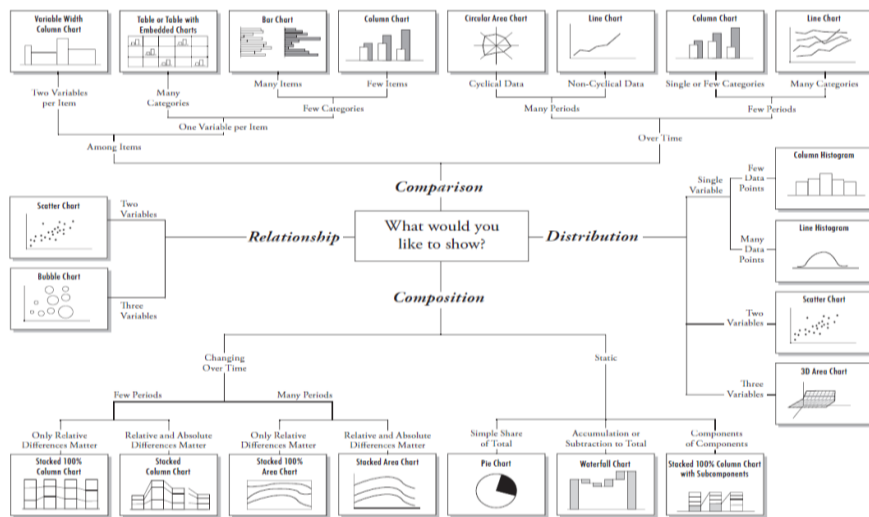 Variable Width
Column Chart
Table or Table with
Embedded Charts
Bar Chart
Column Chart
Circular Area Chart
Line Chart
Column Chart
Line Chart
Two Variables
per Item
Many
Categories
Many Items
Few Items
Cyclical Data
Non-Cyclical Data
Single or Few Categories
Many Categories
Few Categories
Many Periods
Few Periods
One Variable per Item
Among Items
Over Time
Comparison
What would you
like to show?
Relationship
Two
Variables
Scatter Chart
Three
Variables
Bubble Chart
Distribution
Single
Variable
Few
Data
Points
Column Histogram
Many
Data
Points
Line Histogram
Two
Variables
Scatter Chart
Three
Variables
3D Area Chart
Composition
Changing
Over Time
Static
Few Periods
Many Periods
Only Relative
Differences Matter
Relative and Absolute
Differences Matter
Only Relative
Differences Matter
Relative and Absolute
Differences Matter
Simple Share
of Total
Accumulation or
Subtraction to Total
Components
of Components
Stacked 100%
Column Chart
Stacked
Column Chart
Stacked 100%
Area Chart
Stacked Area Chart
Pie Chart
Waterfall Chart
Stacked 100% Column Chart
with Subcomponents